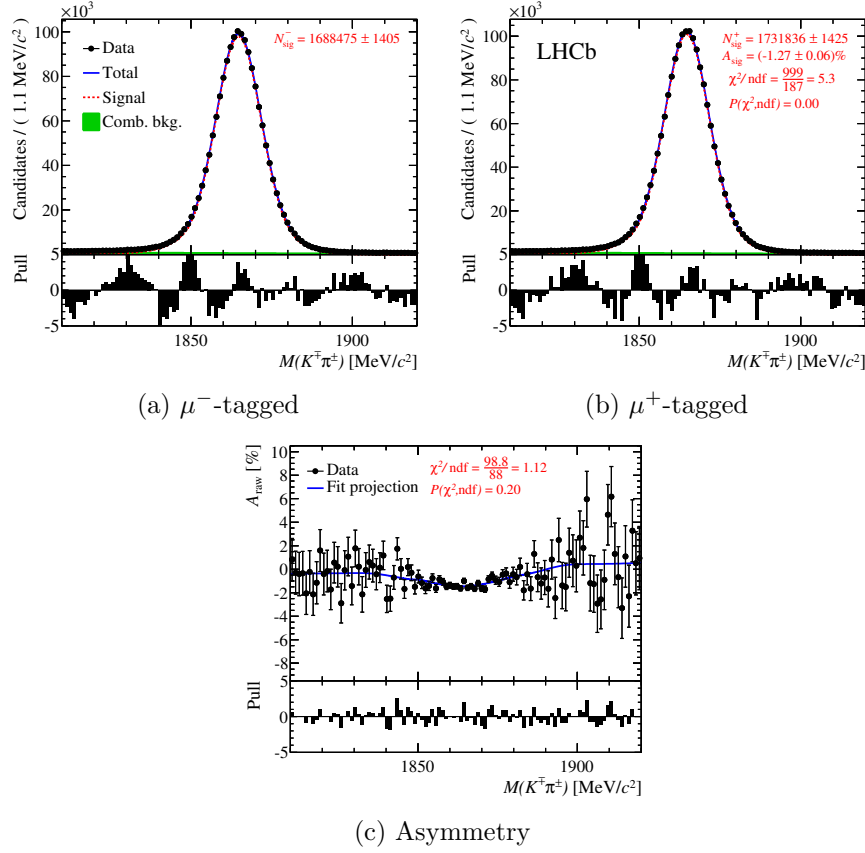 ×10³
Candidates / ( 1.1 MeV/c² )
100
80
60
40
20
Data
Total
Signal
Comb. bkg.
N⁻sig = 1688475 ± 1405
Pull
5
0
-5
1850 1900
M(K∓π±) [MeV/c²]
(a) μ⁻-tagged
×10³
Candidates / ( 1.1 MeV/c² )
100
80
60
40
20
LHCb
N⁺sig = 1731836 ± 1425
Asig = (-1.27 ± 0.06)%
χ²/ ndf = 999/187 = 5.3
P(χ²,ndf) = 0.00
Pull
5
0
-5
1850 1900
M(K∓π±) [MeV/c²]
(b) μ⁺-tagged
Araw [%]
10
8
6
4
2
0
-2
-4
-6
-8
Data
Fit projection
χ²/ ndf = 98.8/88 = 1.12
P(χ²,ndf) = 0.20
Pull
5
0
-5
1850 1900
M(K∓π±) [MeV/c²]
(c) Asymmetry